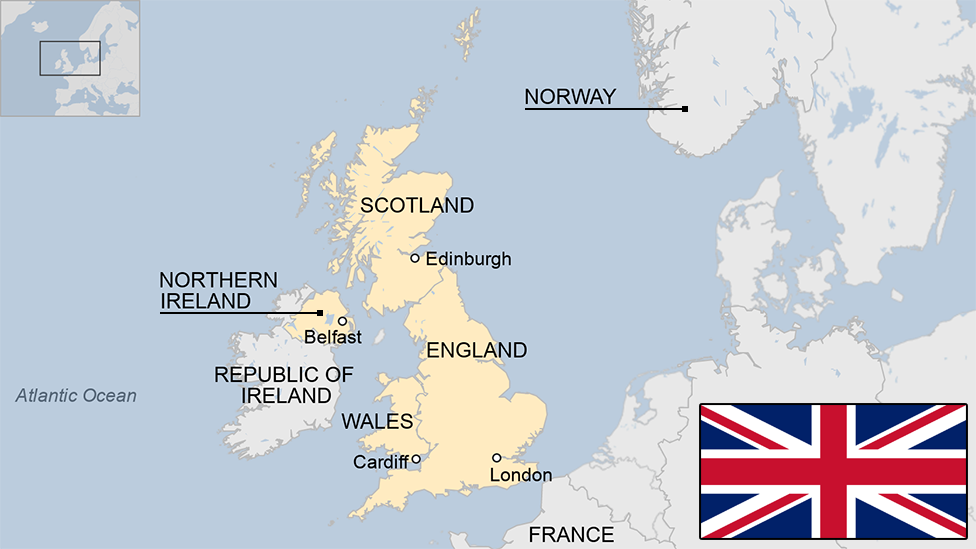 NORWAY
SCOTLAND
Edinburgh
NORTHERN
IRELAND
Belfast
ENGLAND
REPUBLIC OF
IRELAND
Atlantic Ocean
WALES
Cardiff
London
FRANCE